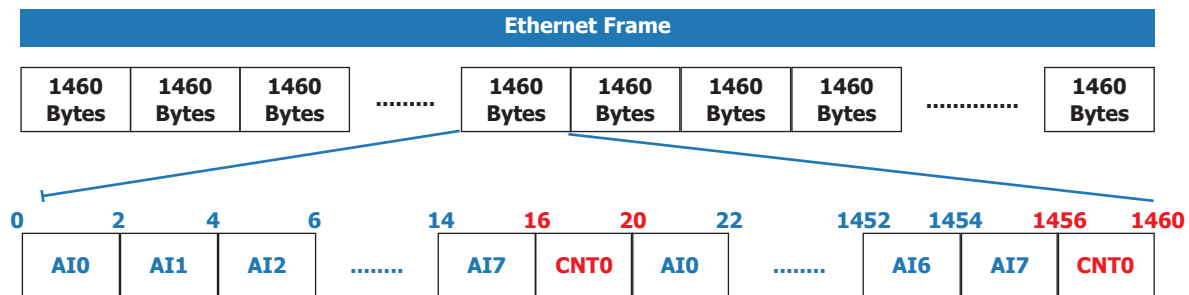 Ethernet Frame
1460 1460 1460 1460 1460 1460 1460 1460
Bytes Bytes Bytes ......... Bytes Bytes Bytes Bytes .............. Bytes
0 2 4 6 14 16 20 22 1452 1454 1456 1460
AI0 AI1 AI2 ........ AI7 CNT0 AI0 ........ AI6 AI7 CNT0